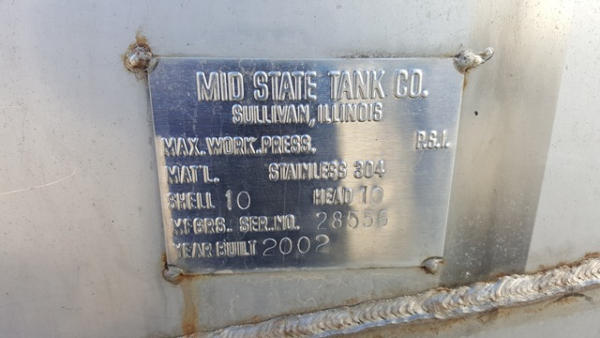 MID STATE TANK CO.
SULLIVAN, ILLINOIS
MAX. WORK. PRESS. P.S.I.
MAT'L. STAINLESS 304
SHELL 10 HEAD 10
MFGRS. SER. NO.
YEAR BUILT 2002